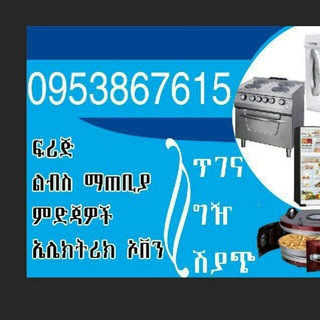 0953867615
ፍሪጅ
ልብስ ማጠቢያ
ምድጃዎች
ኤሌክትሪክ ኦቨን
ጥገና
ግዥ
ሽያጭ